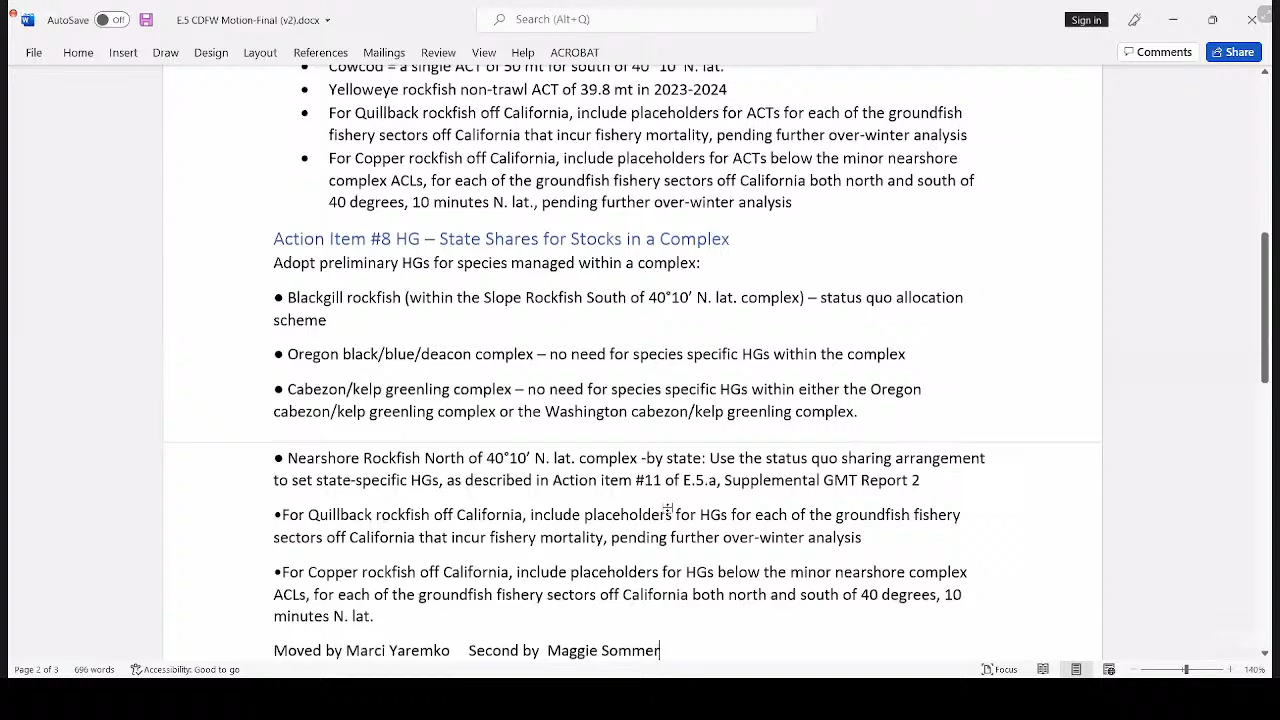 AutoSave Off E.5 CDFW Motion-Final (v2).docx Search (Alt+Q) Sign in
File Home Insert Draw Design Layout References Mailings Review View Help ACROBAT Comments Share
Cowcod = a single ACT of 50 mt for south of 40°10' N. lat.
• Yelloweye rockfish non-trawl ACT of 39.8 mt in 2023-2024
• For Quillback rockfish off California, include placeholders for ACTs for each of the groundfish
fishery sectors off California that incur fishery mortality, pending further over-winter analysis
• For Copper rockfish off California, include placeholders for ACTs below the minor nearshore
complex ACLs, for each of the groundfish fishery sectors off California both north and south of
40 degrees, 10 minutes N. lat., pending further over-winter analysis
Action Item #8 HG – State Shares for Stocks in a Complex
Adopt preliminary HGs for species managed within a complex:
● Blackgill rockfish (within the Slope Rockfish South of 40°10′ N. lat. complex) – status quo allocation
scheme
● Oregon black/blue/deacon complex – no need for species specific HGs within the complex
● Cabezon/kelp greenling complex – no need for species specific HGs within either the Oregon
cabezon/kelp greenling complex or the Washington cabezon/kelp greenling complex.
● Nearshore Rockfish North of 40°10′ N. lat. complex -by state: Use the status quo sharing arrangement
to set state-specific HGs, as described in Action item #11 of E.5.a, Supplemental GMT Report 2
•For Quillback rockfish off California, include placeholders for HGs for each of the groundfish fishery
sectors off California that incur fishery mortality, pending further over-winter analysis
•For Copper rockfish off California, include placeholders for HGs below the minor nearshore complex
ACLs, for each of the groundfish fishery sectors off California both north and south of 40 degrees, 10
minutes N. lat.
Moved by Marci Yaremko Second by Maggie Sommer
Page 2 of 3 696 words Accessibility: Good to go Focus 140%